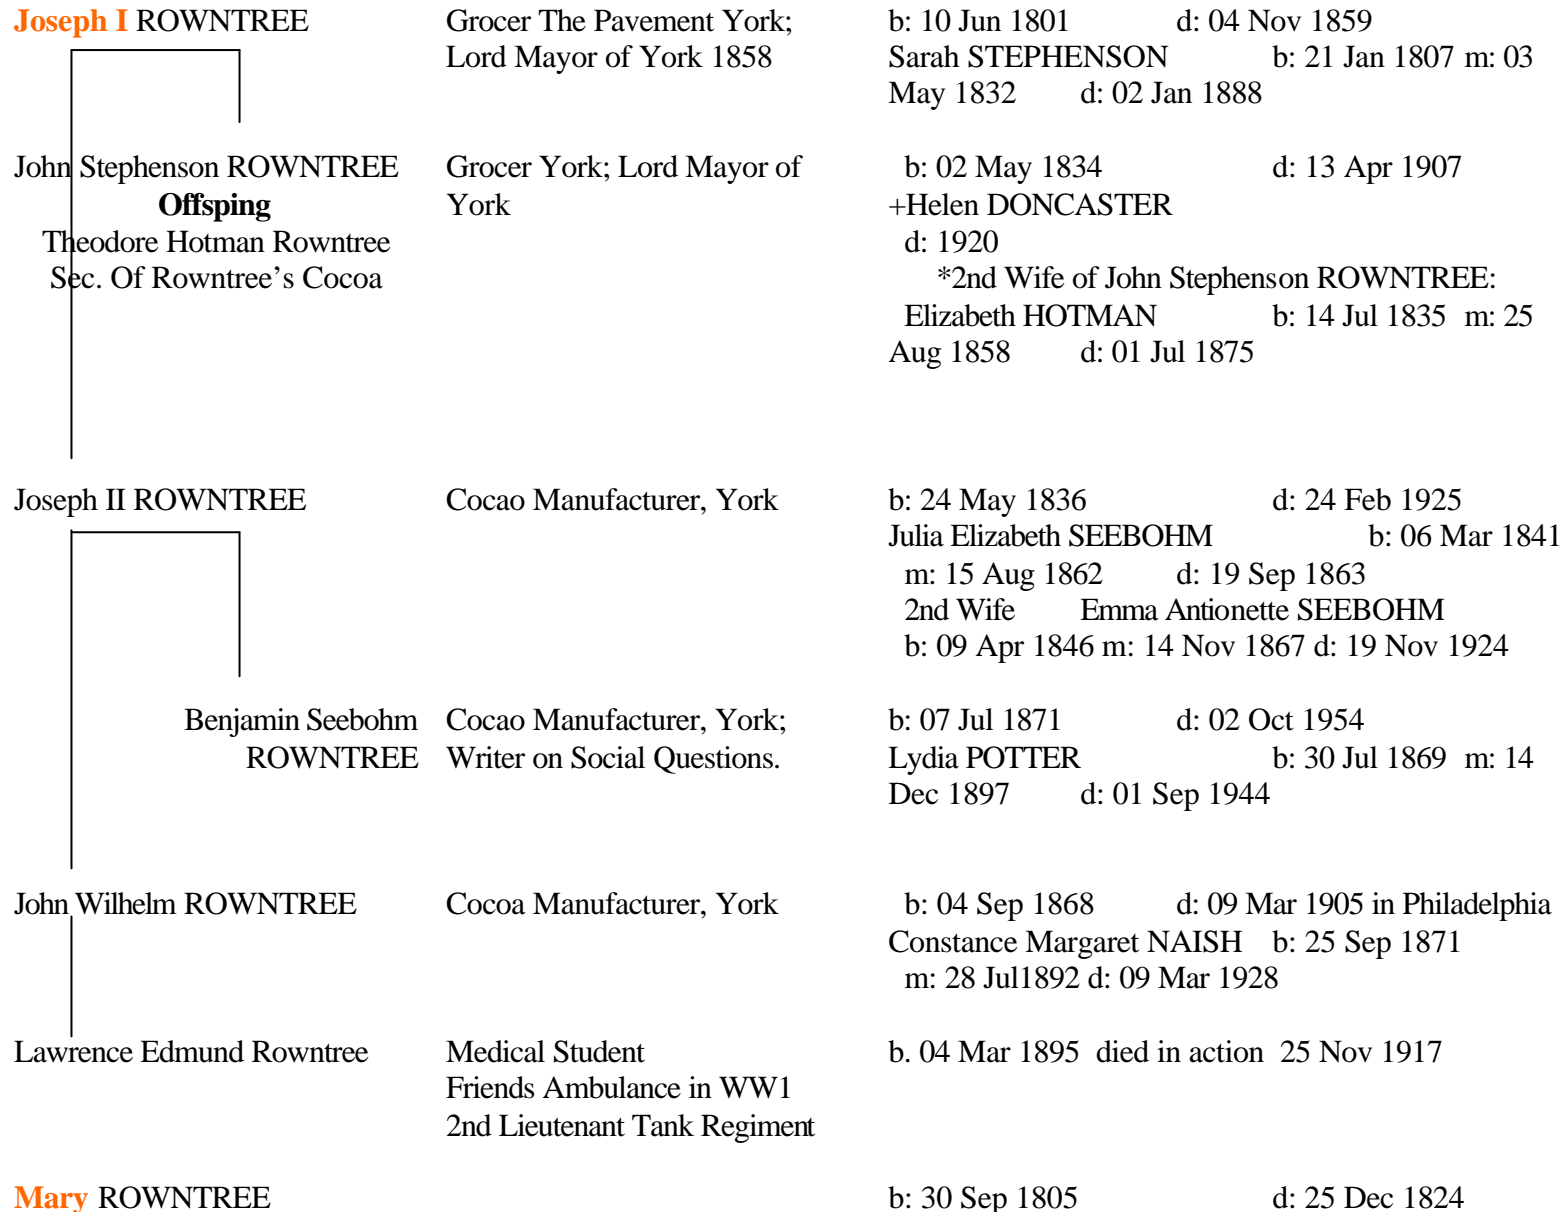 Joseph I ROWNTREE Grocer The Pavement York; b: 10 Jun 1801 d: 04 Nov 1859
Lord Mayor of York 1858 Sarah STEPHENSON b: 21 Jan 1807 m: 03
May 1832 d: 02 Jan 1888
John Stephenson ROWNTREE Grocer York; Lord Mayor of b: 02 May 1834 d: 13 Apr 1907
Offsping York +Helen DONCASTER
Theodore Hotman Rowntree d: 1920
Sec. Of Rowntree’s Cocoa *2nd Wife of John Stephenson ROWNTREE:
Elizabeth HOTMAN b: 14 Jul 1835 m: 25
Aug 1858 d: 01 Jul 1875
Joseph II ROWNTREE Cocao Manufacturer, York b: 24 May 1836 d: 24 Feb 1925
Julia Elizabeth SEEBOHM b: 06 Mar 1841
m: 15 Aug 1862 d: 19 Sep 1863
2nd Wife Emma Antionette SEEBOHM
b: 09 Apr 1846 m: 14 Nov 1867 d: 19 Nov 1924
Benjamin Seebohm Cocao Manufacturer, York; b: 07 Jul 1871 d: 02 Oct 1954
ROWNTREE Writer on Social Questions. Lydia POTTER b: 30 Jul 1869 m: 14
Dec 1897 d: 01 Sep 1944
John Wilhelm ROWNTREE Cocoa Manufacturer, York b: 04 Sep 1868 d: 09 Mar 1905 in Philadelphia
Constance Margaret NAISH b: 25 Sep 1871
m: 28 Jul1892 d: 09 Mar 1928
Lawrence Edmund Rowntree Medical Student b. 04 Mar 1895 died in action 25 Nov 1917
Friends Ambulance in WW1
2nd Lieutenant Tank Regiment
Mary ROWNTREE b: 30 Sep 1805 d: 25 Dec 1824